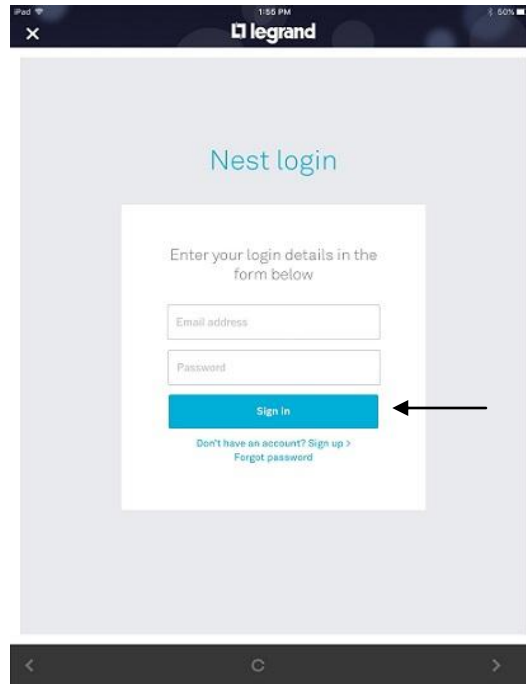 iPad
1:55 PM
50%
legrand
Nest login
Enter your login details in the
form below
Email address
Password
Sign in
Don't have an account? Sign up >
Forgot password